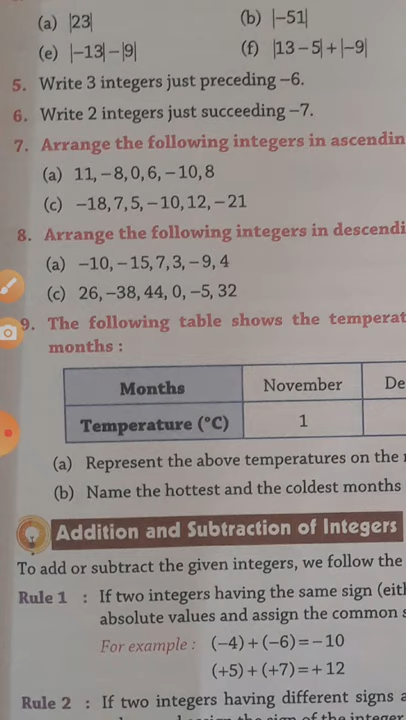 (a) |23| (b) |−51|
(e) |−13|−|9| (f) |13−5|+|−9|
5. Write 3 integers just preceding −6.
6. Write 2 integers just succeeding −7.
7. Arrange the following integers in ascendin
(a) 11,−8,0,6,−10,8
(c) −18,7,5,−10,12,−21
8. Arrange the following integers in descendi
(a) −10,−15,7,3,−9,4
(c) 26,−38,44, 0,−5,32
9. The following table shows the temperat
months :
Months November De
Temperature (°C) 1
(a) Represent the above temperatures on the
(b) Name the hottest and the coldest months
Addition and Subtraction of Integers
To add or subtract the given integers, we follow the
Rule 1 : If two integers having the same sign (eit
absolute values and assign the common s
For example : (−4)+(−6)=−10
(+5)+(+7)=+12
Rule 2 : If two integers having different signs a
sign of the integer